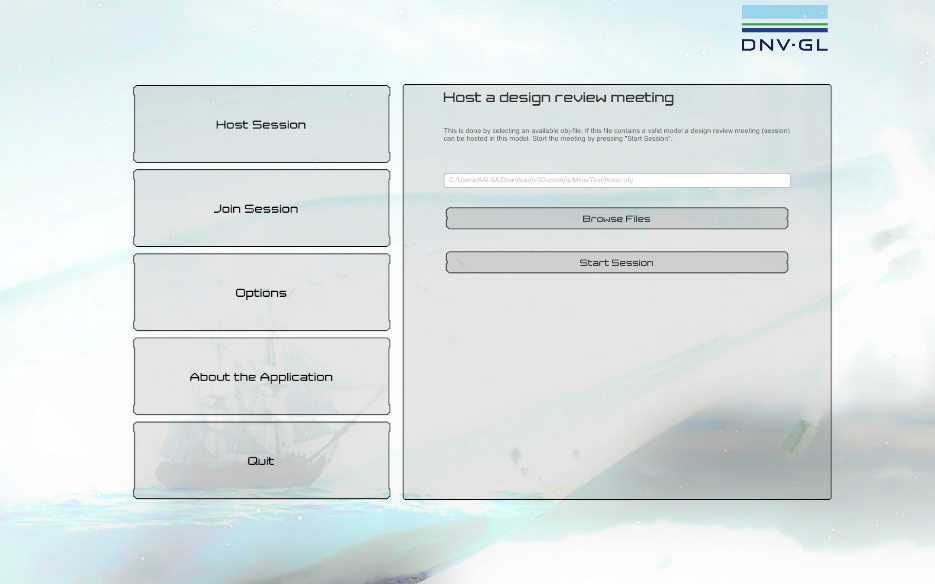 DNV·GL
Host Session
Join Session
Options
About the Application
Quit
Host a design review meeting
This is done by selecting an available obj-file. If this file contains a valid model a design review meeting (session)
can be hosted in this model. Start the meeting by pressing "Start Session".
C:/Users/AALSA/Downloads/3D-models/Mine/Test/tinker.obj
Browse Files
Start Session